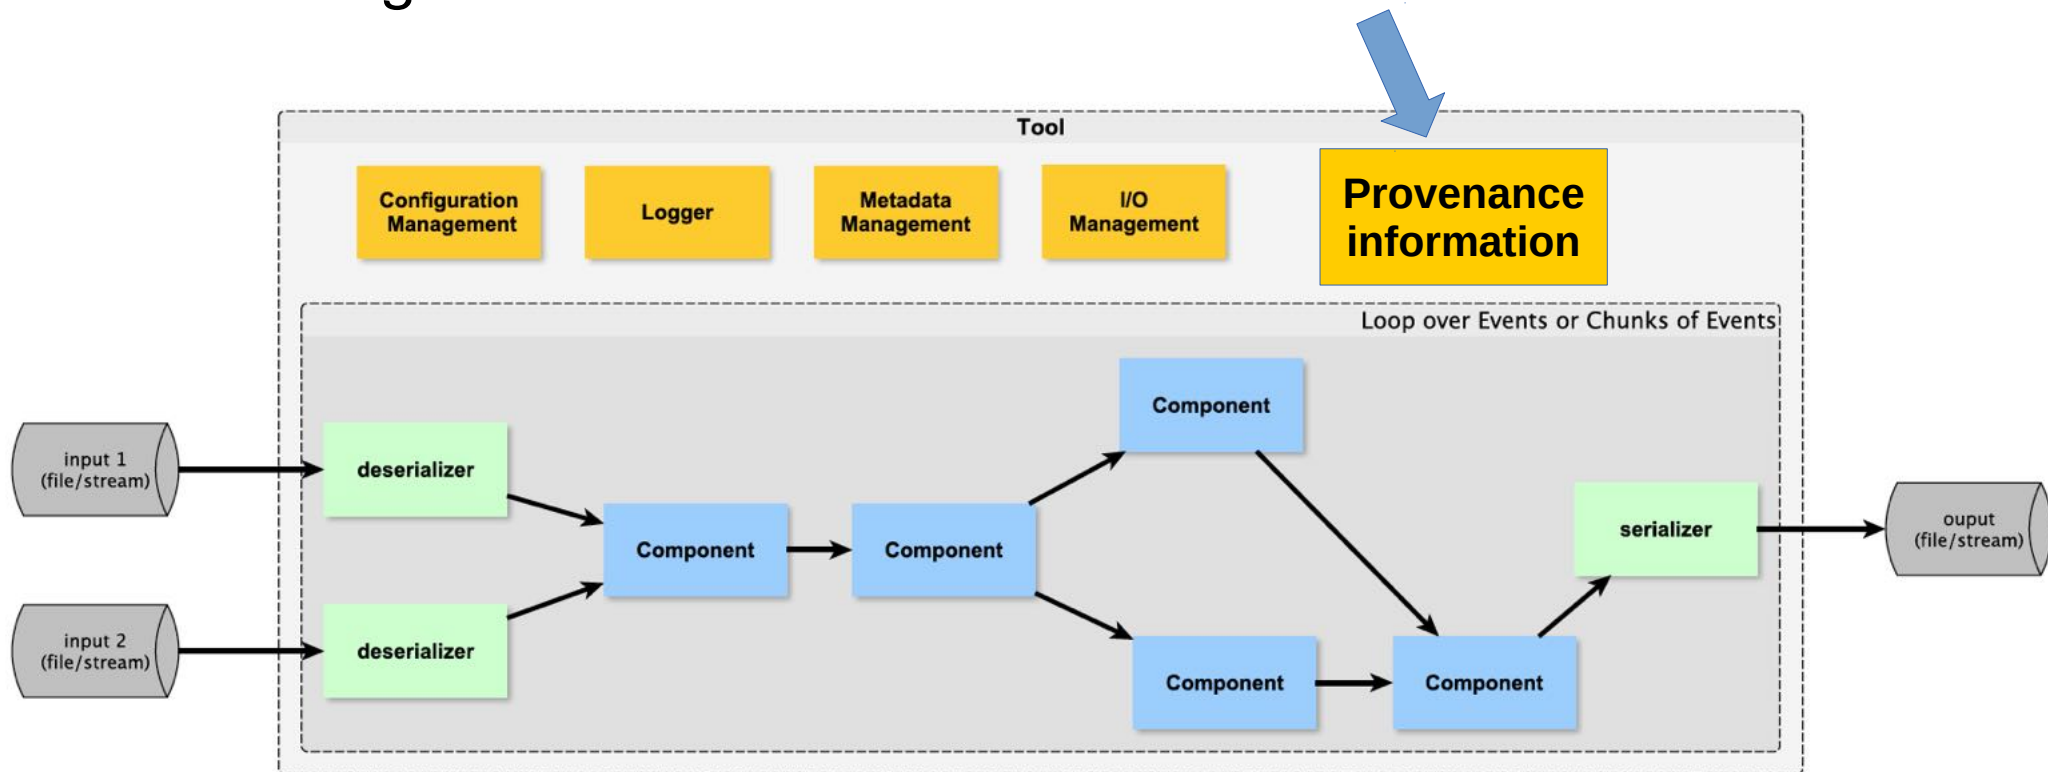 Tool
Configuration
Management
Logger
Metadata
Management
I/O
Management
Provenance
information
Loop over Events or Chunks of Events
Component
input 1
(file/stream)
deserializer
Component
Component
serializer
ouput
(file/stream)
input 2
(file/stream)
deserializer
Component
Component